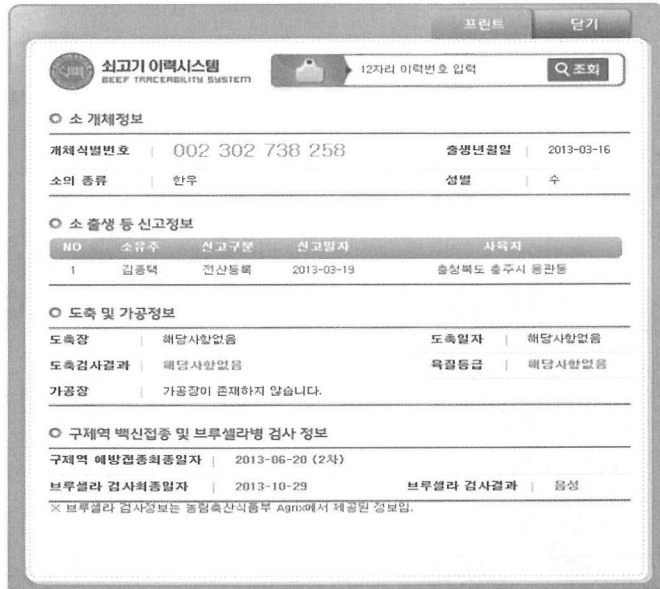 프린트 닫기
쇠고기 이력시스템
BEEF TRACEABILITY SYSTEM
12자리 이력번호 입력 조회
소 개체정보
개체식별번호 002 302 738 258 출생년월일 2013-03-16
소의 종류 한우 성별 수
소 출생 등 신고정보
NO 소유주 신고구분 신고일자 사육지
1 김종택 전산등록 2013-03-19 충청북도 충주시 용관동
도축 및 가공정보
도축장 해당사항없음 도축일자 해당사항없음
도축검사결과 해당사항없음 육질등급 해당사항없음
가공장 가공장이 존재하지 않습니다.
구제역 백신접종 및 브루셀라병 검사 정보
구제역 예방접종최종일자 2013-06-20 (2차)
브루셀라 검사최종일자 2013-10-29 브루셀라 검사결과 음성
※ 브루셀라 검사정보는 농림축산식품부 Agrix에서 제공된 정보임.